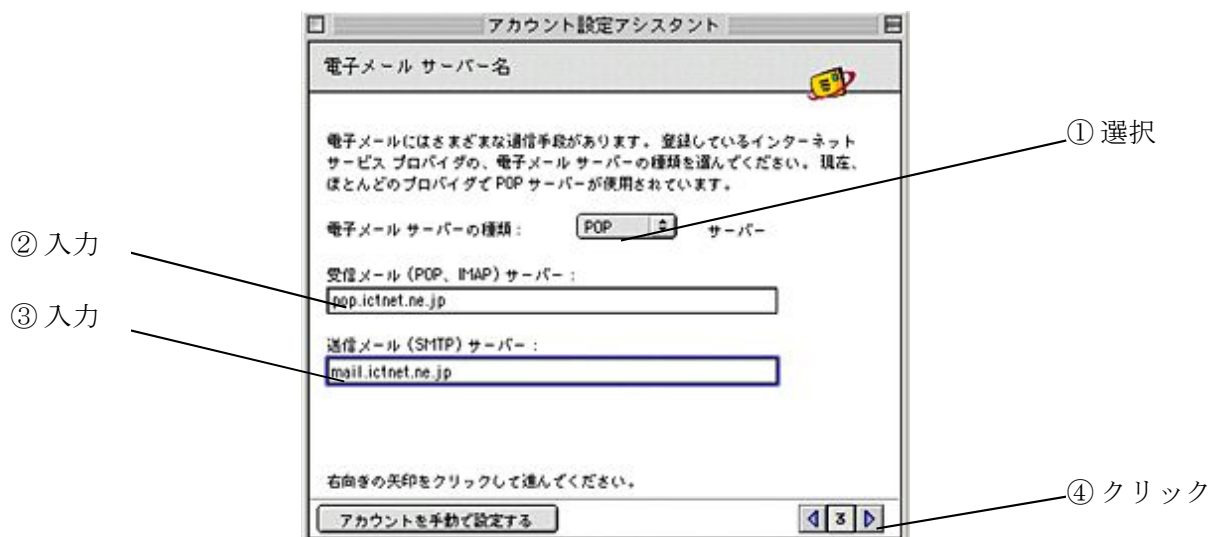 アカウント設定アシスタント
電子メール サーバー名
電子メールにはさまざまな通信手段があります。登録しているインターネット
サービス プロバイダの、電子メール サーバーの種類を選んでください。現在、
ほとんどのプロバイダで POP サーバーが使用されています。
① 選択
電子メール サーバーの種類： POP サーバー
② 入力
受信メール（POP、IMAP）サーバー：
pop.ictnet.ne.jp
③ 入力
送信メール（SMTP）サーバー：
mail.ictnet.ne.jp
右向きの矢印をクリックして進んでください。
④ クリック
アカウントを手動で設定する 3